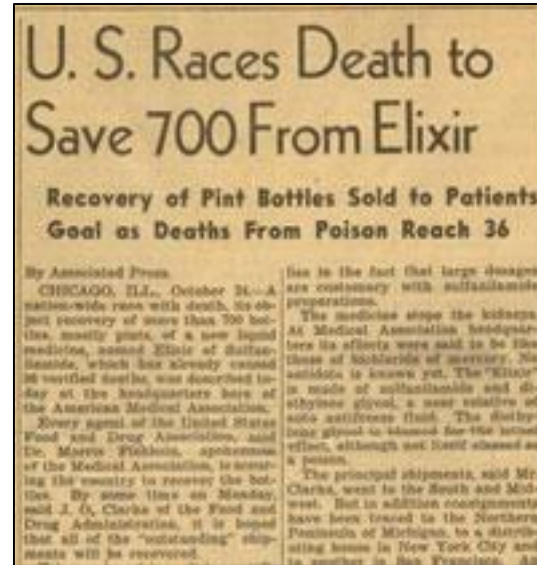 U. S. Races Death to
Save 700 From Elixir
Recovery of Pint Bottles Sold to Patients
Goal as Deaths From Poison Reach 36
By Associated Press.
CHICAGO, ILL., October 24.—A
nation-wide race with death, its ob-
ject recovery of more than 700 bot-
tles, mostly pints, of a new liquid
medicine, named Elixir of Sulfan-
ilamide, which has already caused
36 verified deaths, was described to-
day at the headquarters here of
the American Medical Association.
Every agent of the United States
Food and Drug Association, said
Dr. Morris Fishbein, spokesman
of the Medical Association, is scour-
ing the country to recover the bot-
tles. By some time on Monday,
said J. O. Clarke of the Food and
Drug Administration, it is hoped
that all of the "outstanding" ship-
ments will be recovered.
lies in the fact that large dosages
are customary with sulfanilamide
preparations.
The medicine stops the kidneys.
At Medical Association headquar-
ters its effects were said to be like
those of bichloride of mercury. No
antidote is known yet. The "Elixir"
is made of sulfanilamide and di-
ethylene glycol, a near relative of
auto antifreeze fluid. The diethy-
lene glycol is blamed for the lethal
effect, although not itself classed as
a poison.
The principal shipments, said Mr.
Clarke, went to the South and Mid-
west. But in addition consignments
have been traced to the Northern
Peninsula of Michigan, to a distrib-
uting house in New York City and
to another in San Francisco. As